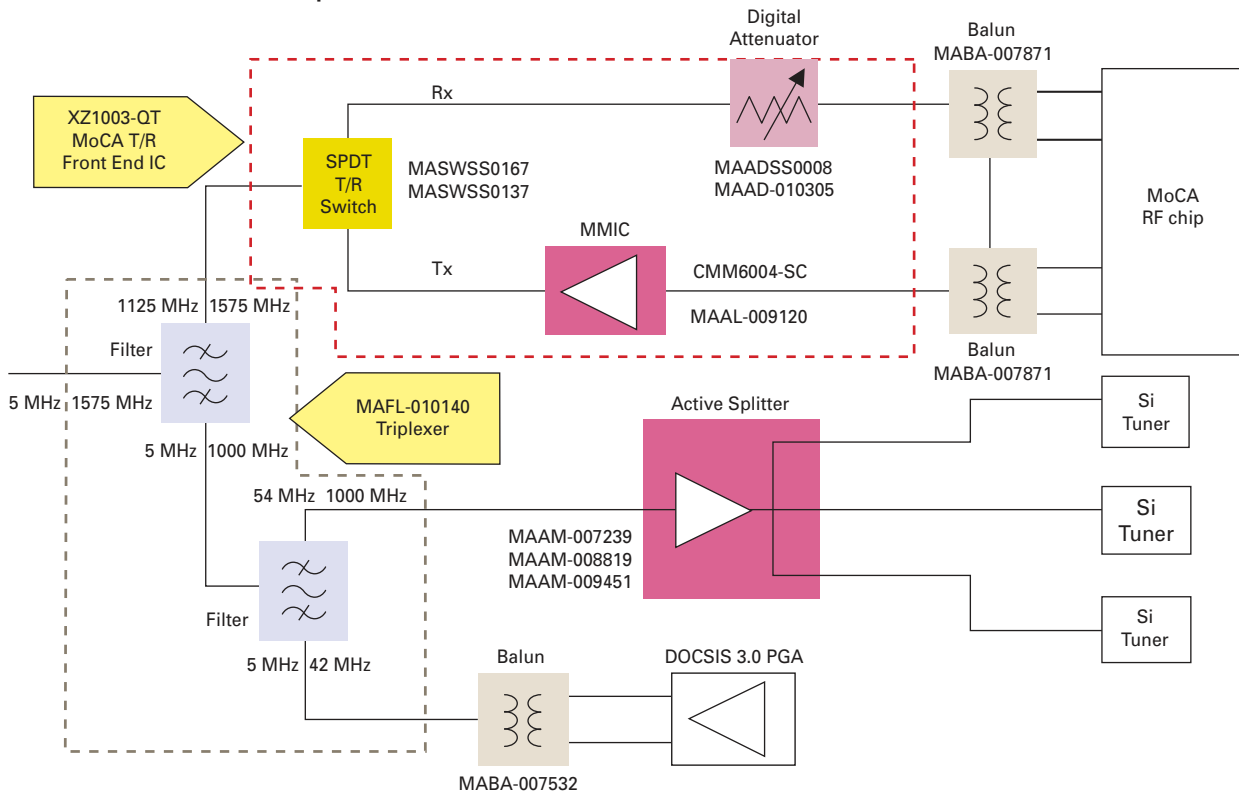 Digital
Attenuator
Balun
MABA-007871
XZ1003-QT
MoCA T/R
Front End IC
Rx
SPDT
T/R
Switch
MASWSS0167
MASWSS0137
MAADSS0008
MAAD-010305
MoCA
RF chip
MMIC
Tx
CMM6004-SC
MAAL-009120
1125 MHz 1575 MHz
Filter
Balun
MABA-007871
5 MHz 1575 MHz
MAFL-010140
Triplexer
Active Splitter
Si
Tuner
5 MHz 1000 MHz
54 MHz 1000 MHz
MAAM-007239
MAAM-008819
MAAM-009451
Si
Tuner
Filter
Si
Tuner
5 MHz 42 MHz
Balun
DOCSIS 3.0 PGA
MABA-007532